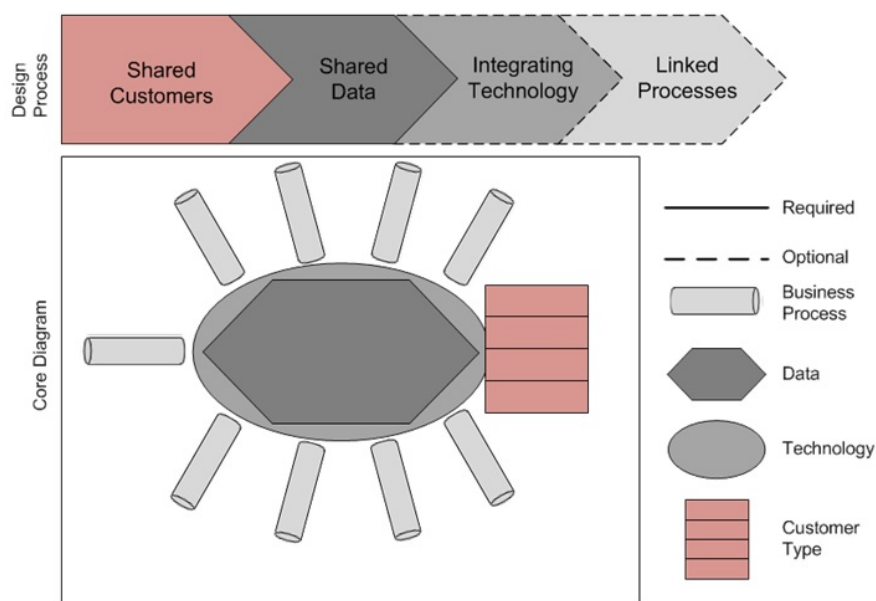 Design
Process
Shared
Customers
Shared
Data
Integrating
Technology
Linked
Processes
Core Diagram
Required
Optional
Business
Process
Data
Technology
Customer
Type